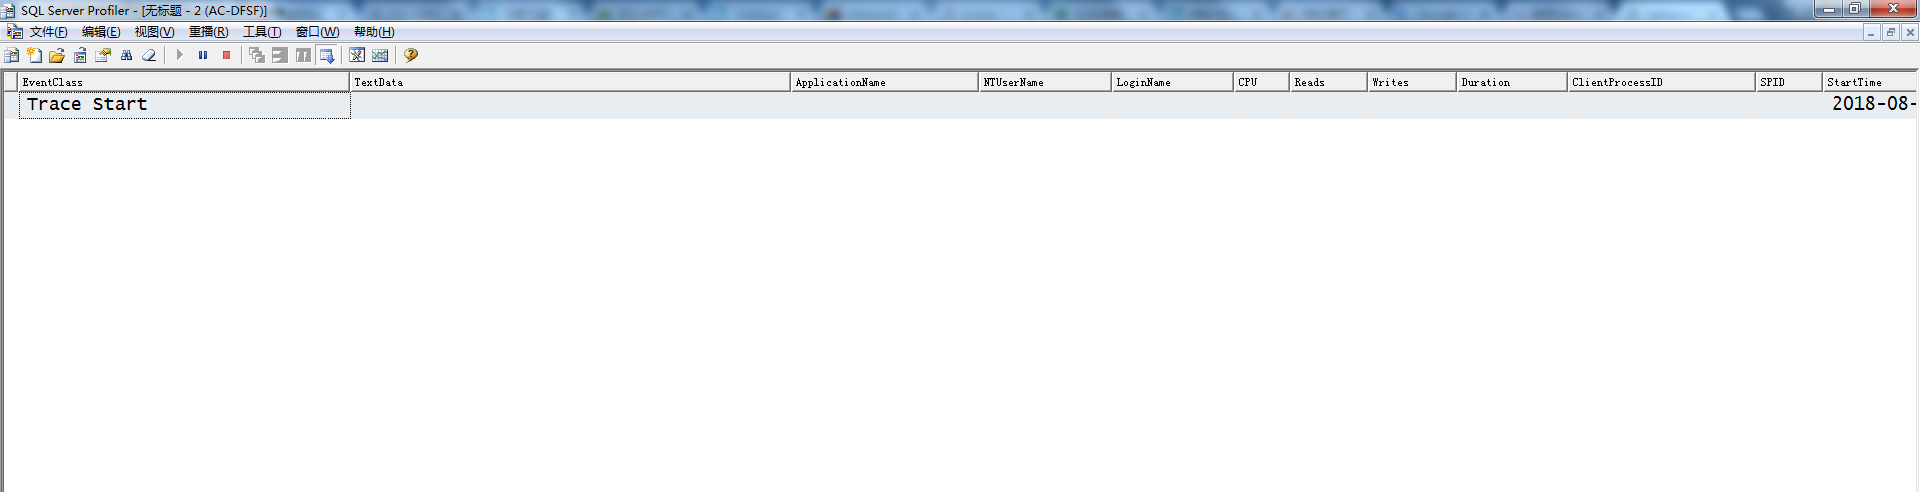 SQL Server Profiler - [无标题 - 2 (AC-DFSF)]
文件(F) 编辑(E) 视图(V) 重播(R) 工具(T) 窗口(W) 帮助(H)
EventClass TextData ApplicationName NTUserName LoginName CPU Reads Writes Duration ClientProcessID SPID StartTime
Trace Start 2018-08-